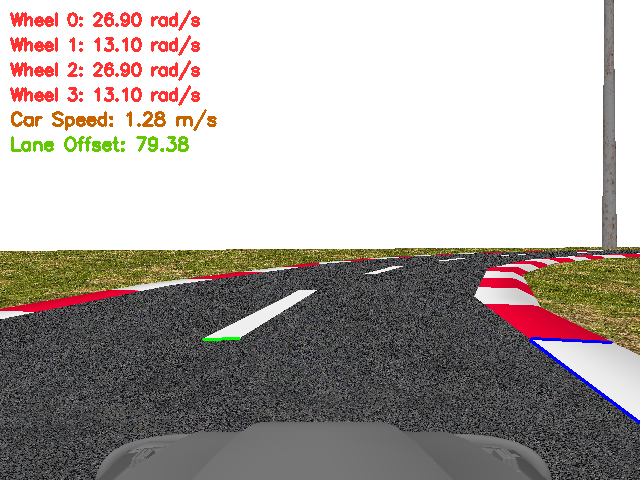 Wheel 0: 26.90 rad/s
Wheel 1: 13.10 rad/s
Wheel 2: 26.90 rad/s
Wheel 3: 13.10 rad/s
Car Speed: 1.28 m/s
Lane Offset: 79.38